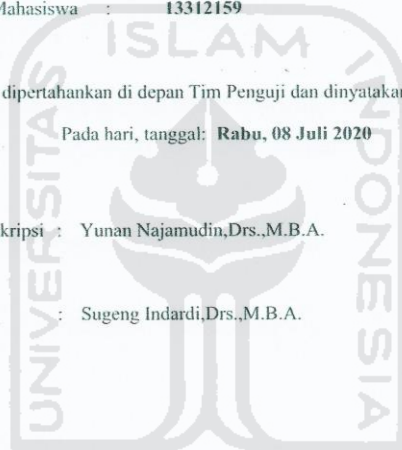 Mahasiswa : 13312159
ISLAM
dipertahankan di depan Tim Penguji dan dinyatakan
Pada hari, tanggal: Rabu, 08 Juli 2020
kripsi : Yunan Najamudin,Drs.,M.B.A.
: Sugeng Indardi,Drs.,M.B.A.
UNIVERSITAS
INDONESIA